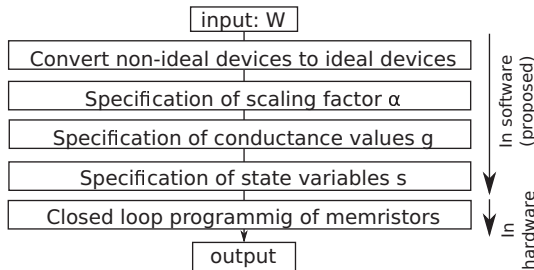 input: W
Convert non-ideal devices to ideal devices
Specification of scaling factor α
Specification of conductance values g
Specification of state variables s
Closed loop programmig of memristors
output
In software
(proposed)
In
hardware